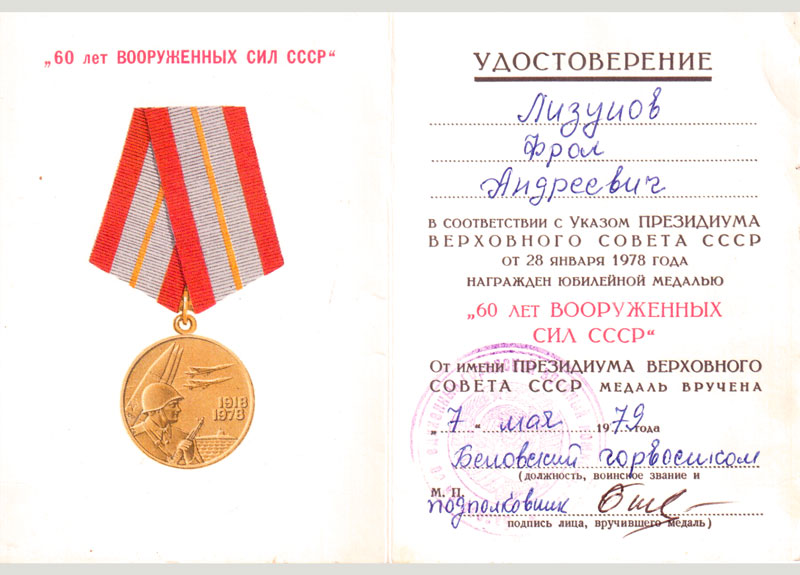 „60 лет ВООРУЖЕННЫХ СИЛ СССР“
1918
1978
УДОСТОВЕРЕНИЕ
Лизунов
Фрол
Андреевич
В СООТВЕТСТВИИ С УКАЗОМ ПРЕЗИДИУМА
ВЕРХОВНОГО СОВЕТА СССР
ОТ 28 ЯНВАРЯ 1978 ГОДА
НАГРАЖДЕН ЮБИЛЕЙНОЙ МЕДАЛЬЮ
„60 ЛЕТ ВООРУЖЕННЫХ
СИЛ СССР“
ОТ ИМЕНИ ПРЕЗИДИУМА ВЕРХОВНОГО
СОВЕТА СССР МЕДАЛЬ ВРУЧЕНА
„7“ мая 1979 года
Беловский горвоенком
(должность, воинское звание и
М. П.
подполковник
подпись лица, вручившего медаль)